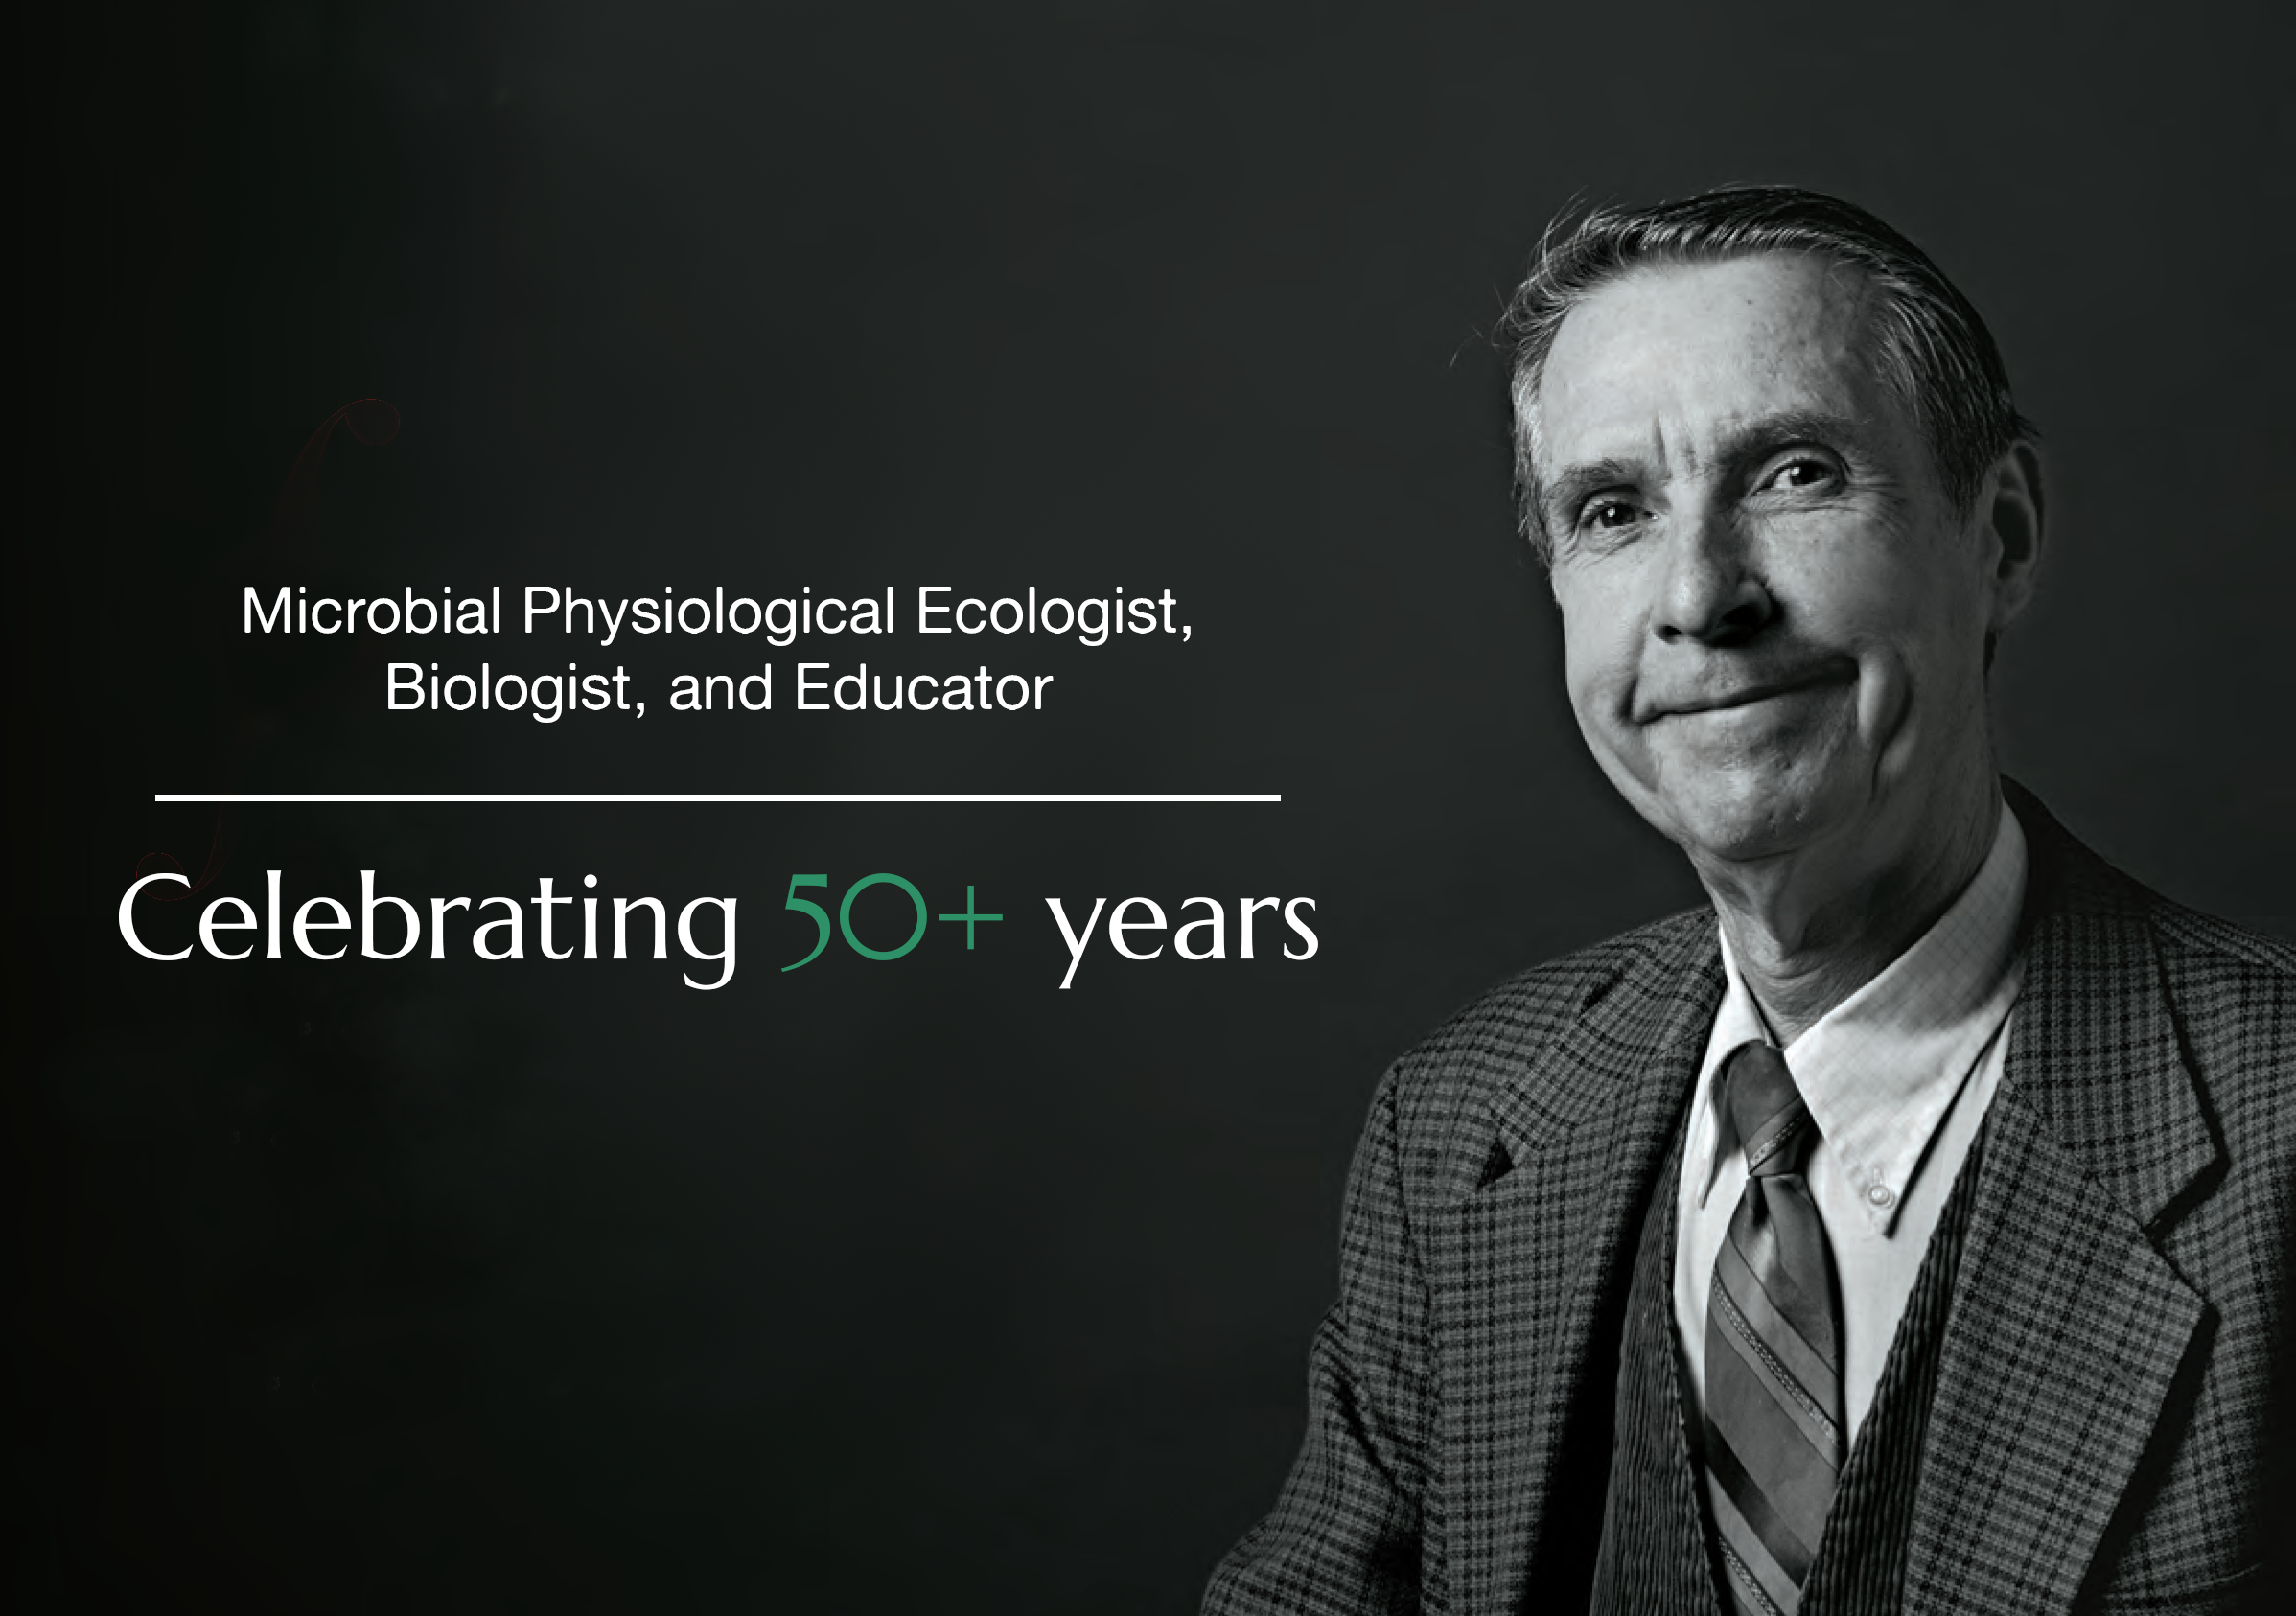 Microbial Physiological Ecologist,
Biologist, and Educator
Celebrating 50+ years